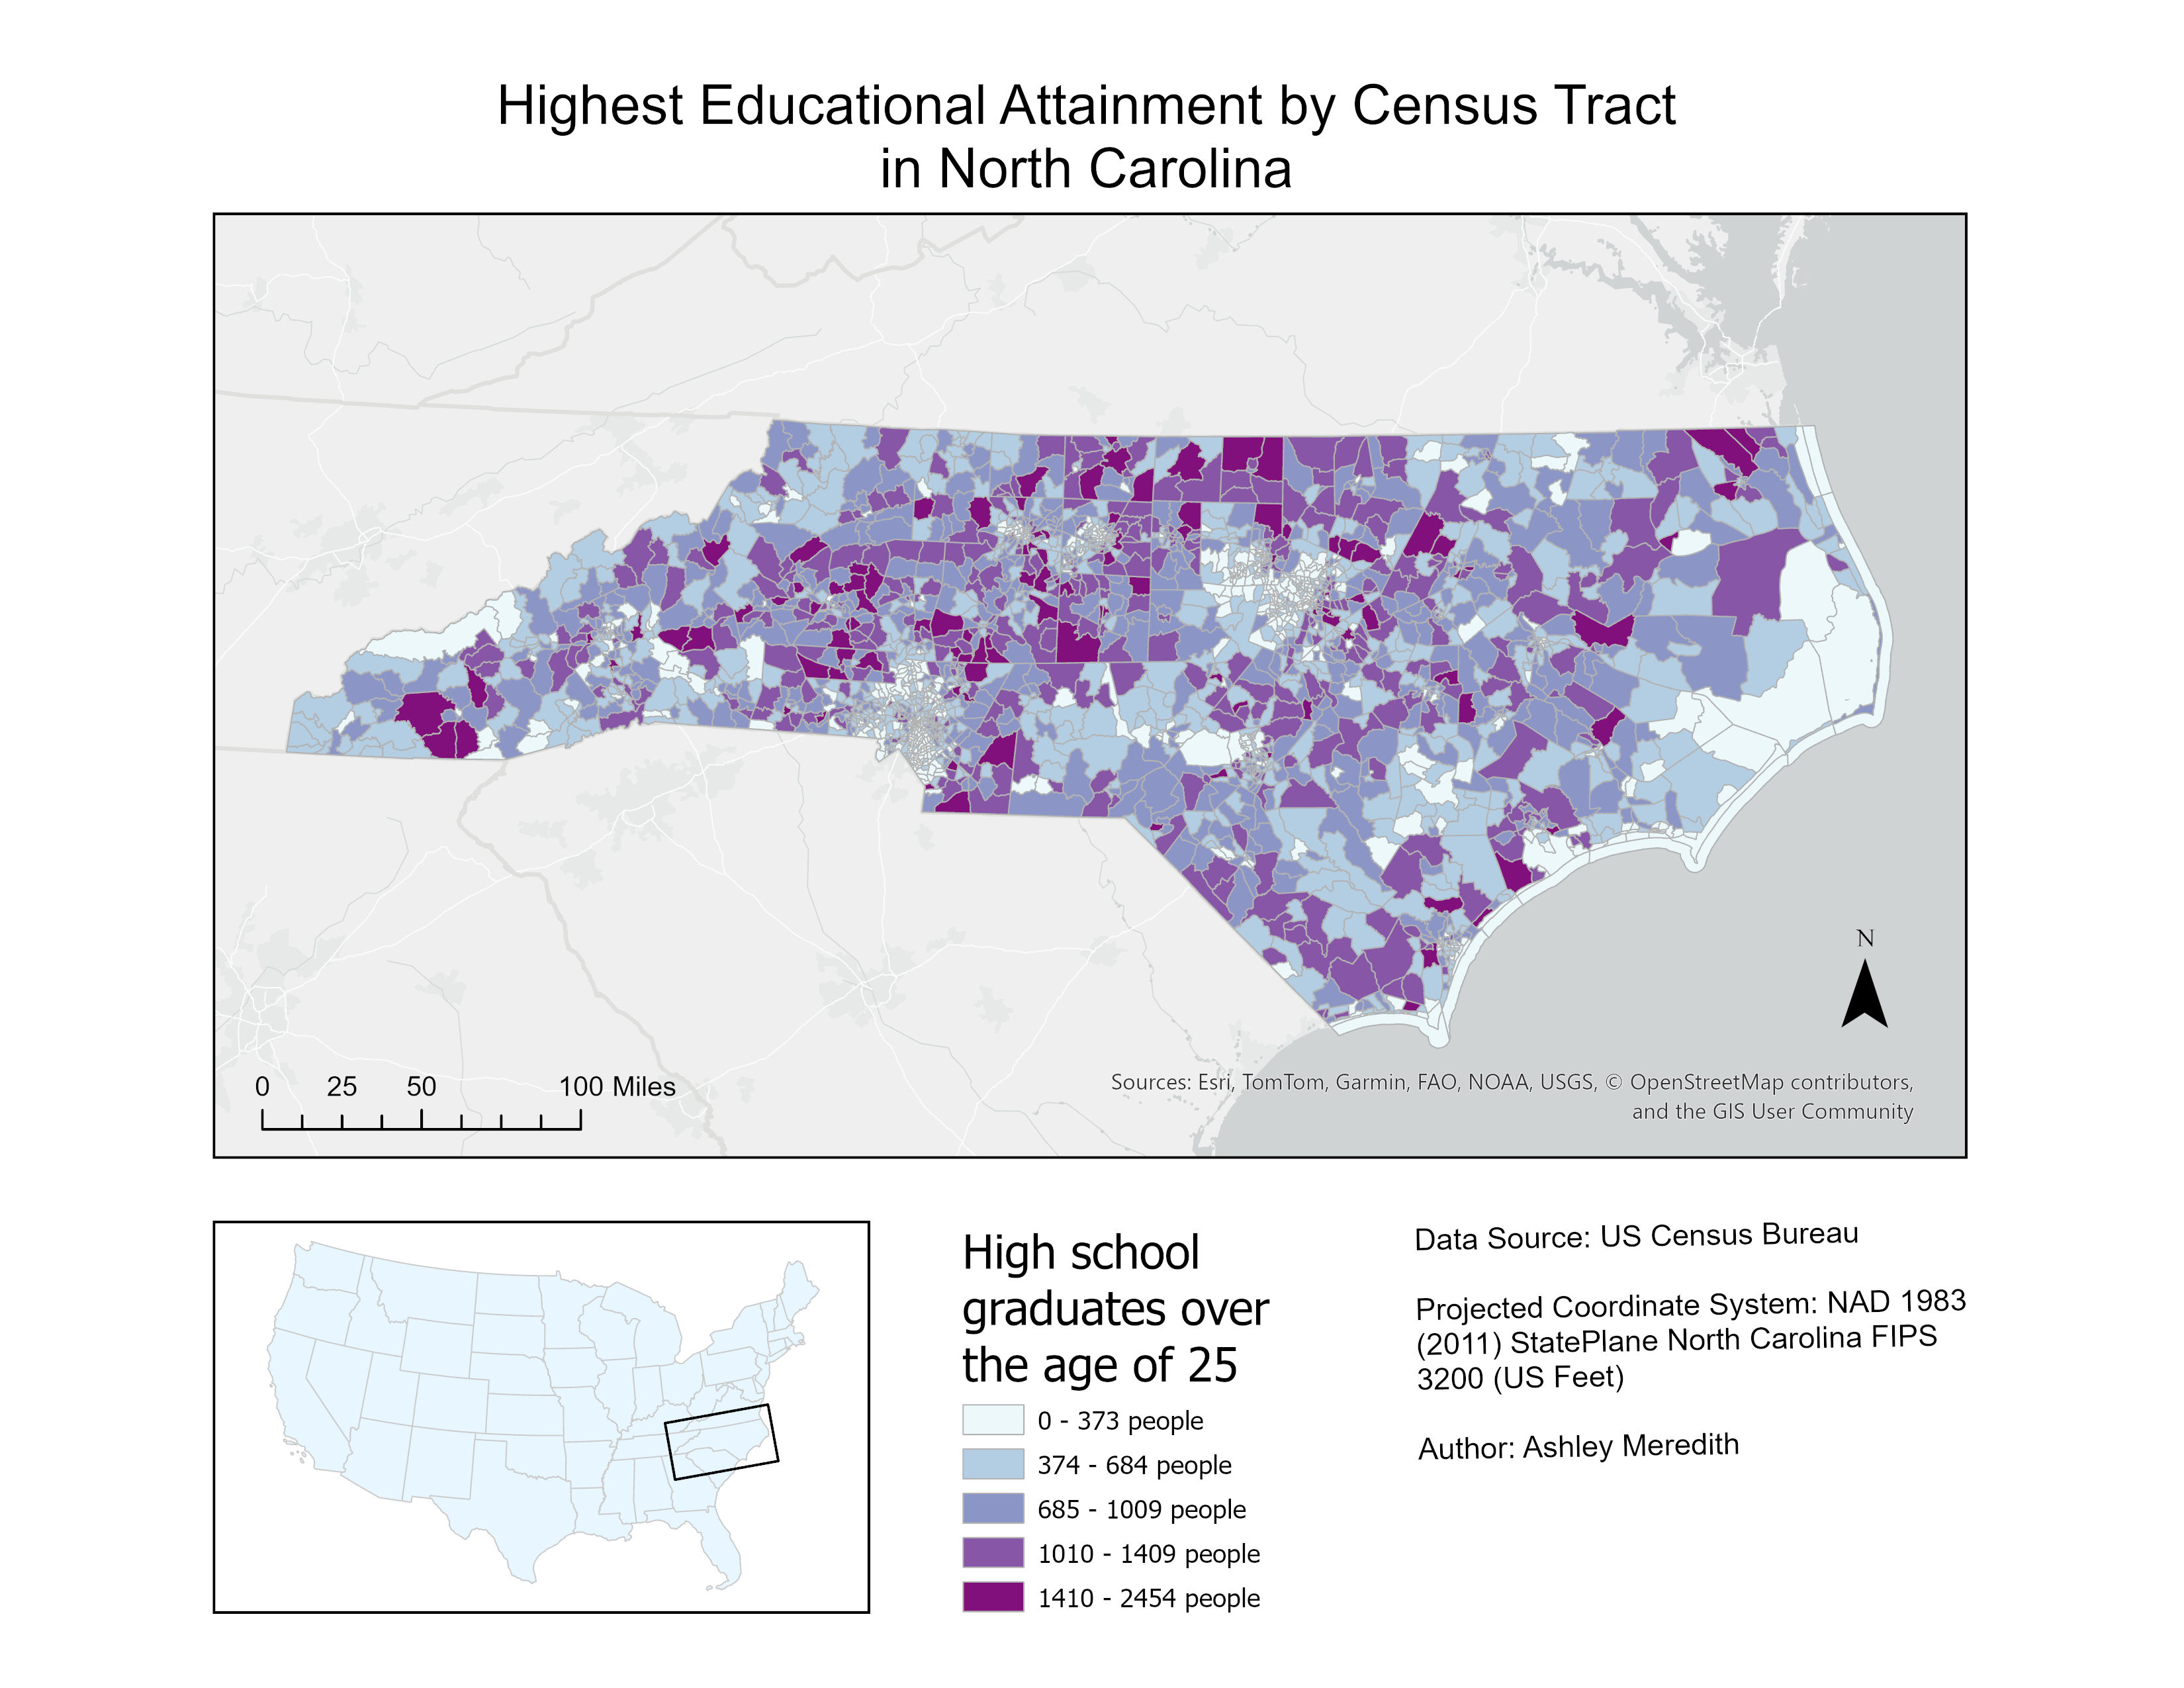 Highest Educational Attainment by Census Tract
in North Carolina
N
0 25 50 100 Miles
Sources: Esri, TomTom, Garmin, FAO, NOAA, USGS, © OpenStreetMap contributors,
and the GIS User Community
High school
graduates over
the age of 25
0 - 373 people
374 - 684 people
685 - 1009 people
1010 - 1409 people
1410 - 2454 people
Data Source: US Census Bureau
Projected Coordinate System: NAD 1983
(2011) StatePlane North Carolina FIPS
3200 (US Feet)
Author: Ashley Meredith